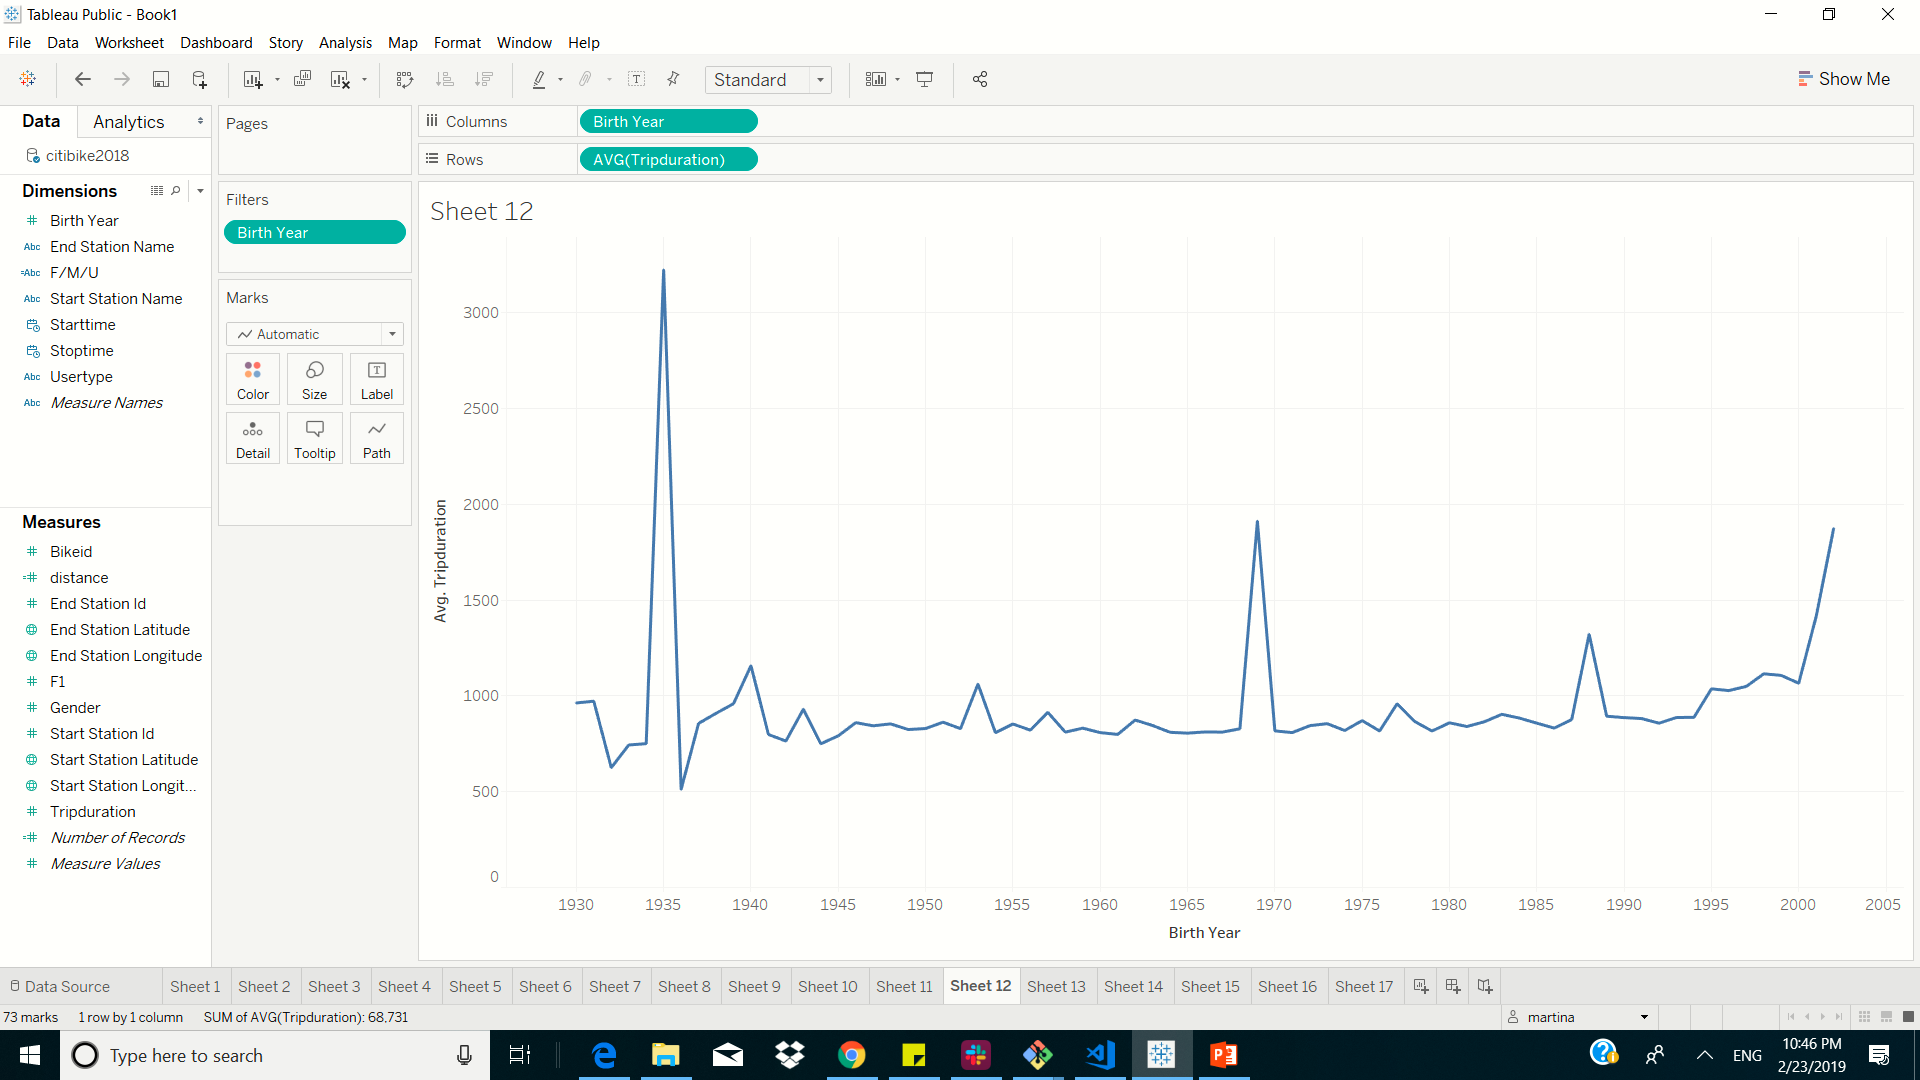 Tableau Public - Book1
File Data Worksheet Dashboard Story Analysis Map Format Window Help
Standard
Show Me
Data Analytics
citibike2018
Dimensions
# Birth Year
Abc End Station Name
=Abc F/M/U
Abc Start Station Name
Starttime
Stoptime
Abc Usertype
Abc Measure Names
Measures
# Bikeid
=# distance
# End Station Id
End Station Latitude
End Station Longitude
# F1
# Gender
# Start Station Id
Start Station Latitude
Start Station Longit...
# Tripduration
=# Number of Records
# Measure Values
Pages
Filters
Birth Year
Marks
Automatic
Color Size Label
Detail Tooltip Path
Columns Birth Year
Rows AVG(Tripduration)
Sheet 12
Avg. Tripduration
3000
2500
2000
1500
1000
500
0
1930 1935 1940 1945 1950 1955 1960 1965 1970 1975 1980 1985 1990 1995 2000 2005
Birth Year
Data Source Sheet 1 Sheet 2 Sheet 3 Sheet 4 Sheet 5 Sheet 6 Sheet 7 Sheet 8 Sheet 9 Sheet 10 Sheet 11 Sheet 12 Sheet 13 Sheet 14 Sheet 15 Sheet 16 Sheet 17
73 marks 1 row by 1 column SUM of AVG(Tripduration): 68,731
martina
Type here to search
ENG
10:46 PM
2/23/2019